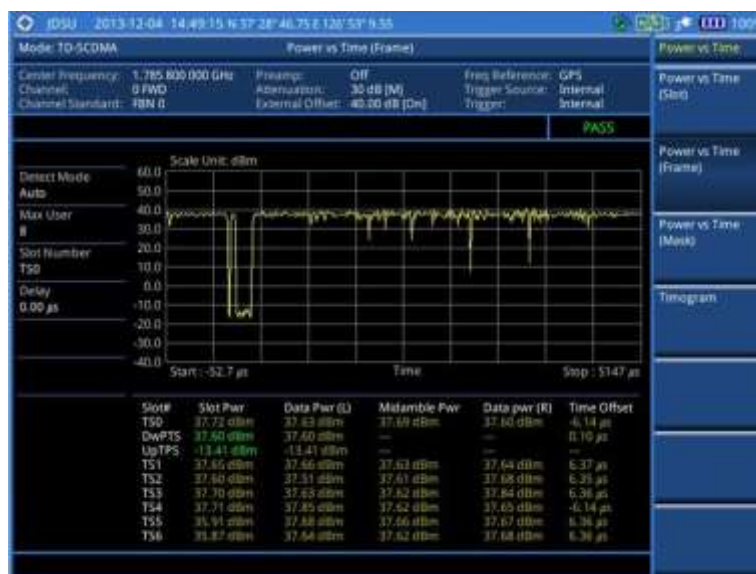 JDSU 2013-12-04 14:49:15 N 37° 28' 46.75 E 126° 53' 9.55 100%
Mode: TD-SCDMA Power vs Time (Frame) Power vs Time
Center Frequency: 1.785 800 000 GHz Preamp: Off Freq Reference: GPS
Channel: 0 FWD Attenuation: 30 dB [M] Trigger Source: Internal
Channel Standard: FBN 0 External Offset: 40.00 dB [On] Trigger: Internal
Power vs Time
(Slot)
PASS
Power vs Time
(Frame)
Power vs Time
(Mask)
Timogram
Detect Mode
Auto
Max User
8
Slot Number
TS0
Delay
0.00 µs
Scale Unit: dBm
60.0
50.0
40.0
30.0
20.0
10.0
0.0
-10.0
-20.0
-30.0
-40.0
Start : -52.7 µs Time Stop : 5147 µs
Slot# Slot Pwr Data Pwr (L) Midamble Pwr Data pwr (R) Time Offset
TS0 37.72 dBm 37.63 dBm 37.69 dBm 37.60 dBm -6.14 µs
DwPTS 37.60 dBm 37.60 dBm -- -- 0.10 µs
UpTPS -13.41 dBm -13.41 dBm -- --
TS1 37.65 dBm 37.66 dBm 37.63 dBm 37.64 dBm 6.37 µs
TS2 37.60 dBm 37.51 dBm 37.61 dBm 37.68 dBm 6.35 µs
TS3 37.70 dBm 37.63 dBm 37.62 dBm 37.84 dBm 6.36 µs
TS4 37.71 dBm 37.85 dBm 37.62 dBm 37.65 dBm -6.14 µs
TS5 35.91 dBm 37.68 dBm 37.66 dBm 37.67 dBm 6.36 µs
TS6 35.87 dBm 37.64 dBm 37.62 dBm 37.68 dBm 6.36 µs